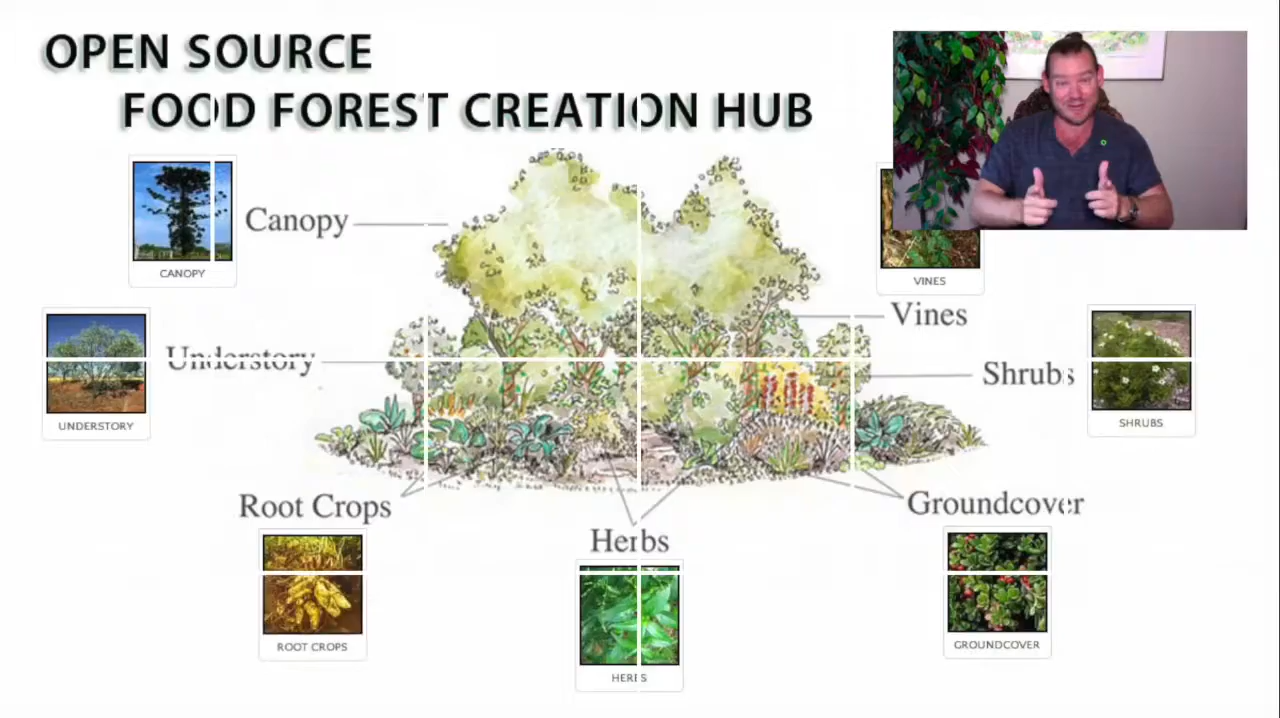 OPEN SOURCE
FOOD FOREST CREATION HUB
Canopy
CANOPY
VINES
Vines
Understory
UNDERSTORY
Shrubs
SHRUBS
Root Crops
ROOT CROPS
Herbs
HERBS
Groundcover
GROUNDCOVER